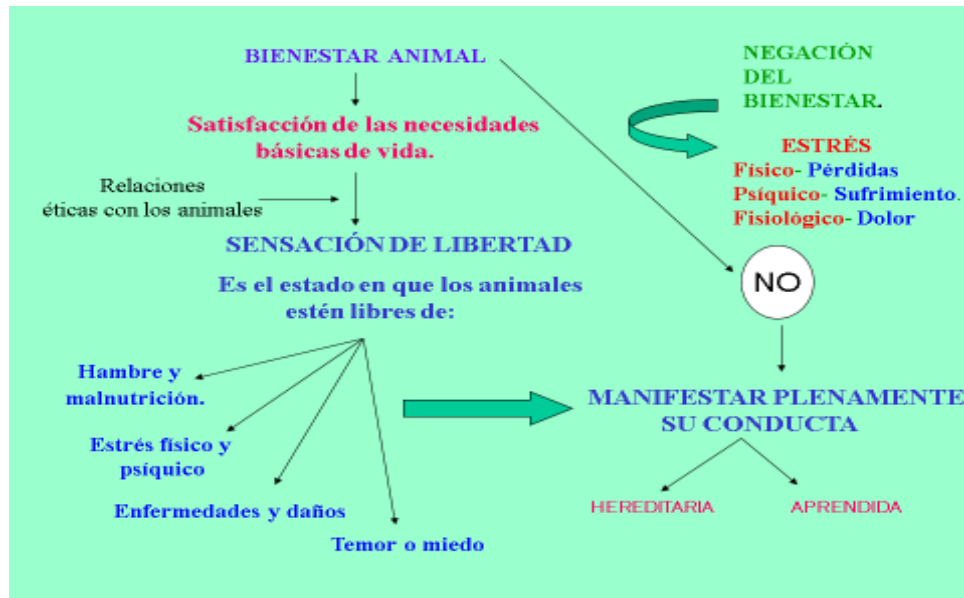 BIENESTAR ANIMAL
Satisfacción de las necesidades
básicas de vida.
Relaciones
éticas con los animales
SENSACIÓN DE LIBERTAD
Es el estado en que los animales
estén libres de:
Hambre y
malnutrición.
Estrés físico y
psíquico
Enfermedades y daños
Temor o miedo
NEGACIÓN
DEL
BIENESTAR.
ESTRÉS
Físico- Pérdidas
Psíquico- Sufrimiento.
Fisiológico- Dolor
NO
MANIFESTAR PLENAMENTE
SU CONDUCTA
HEREDITARIA
APRENDIDA